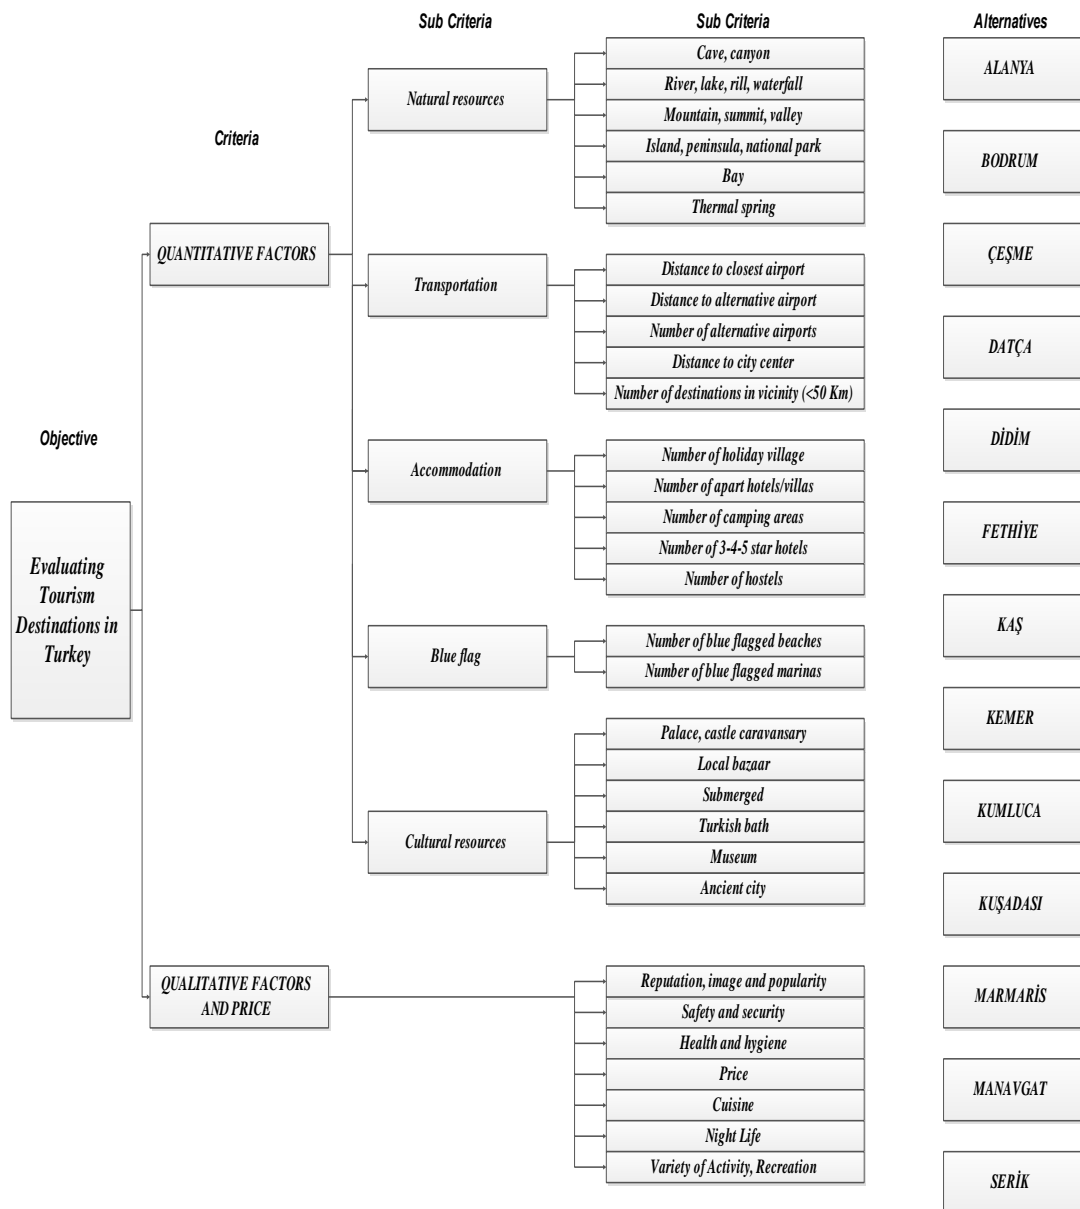 Sub Criteria
Sub Criteria
Alternatives
Criteria
Objective
Evaluating
Tourism
Destinations in
Turkey
QUANTITATIVE FACTORS
QUALITATIVE FACTORS
AND PRICE
Natural resources
Transportation
Accommodation
Blue flag
Cultural resources
Cave, canyon
River, lake, rill, waterfall
Mountain, summit, valley
Island, peninsula, national park
Bay
Thermal spring
Distance to closest airport
Distance to alternative airport
Number of alternative airports
Distance to city center
Number of destinations in vicinity (<50 Km)
Number of holiday village
Number of apart hotels/villas
Number of camping areas
Number of 3-4-5 star hotels
Number of hostels
Number of blue flagged beaches
Number of blue flagged marinas
Palace, castle caravansary
Local bazaar
Submerged
Turkish bath
Museum
Ancient city
Reputation, image and popularity
Safety and security
Health and hygiene
Price
Cuisine
Night Life
Variety of Activity, Recreation
ALANYA
BODRUM
ÇEŞME
DATÇA
DİDİM
FETHİYE
KAŞ
KEMER
KUMLUCA
KUŞADASI
MARMARİS
MANAVGAT
SERİK